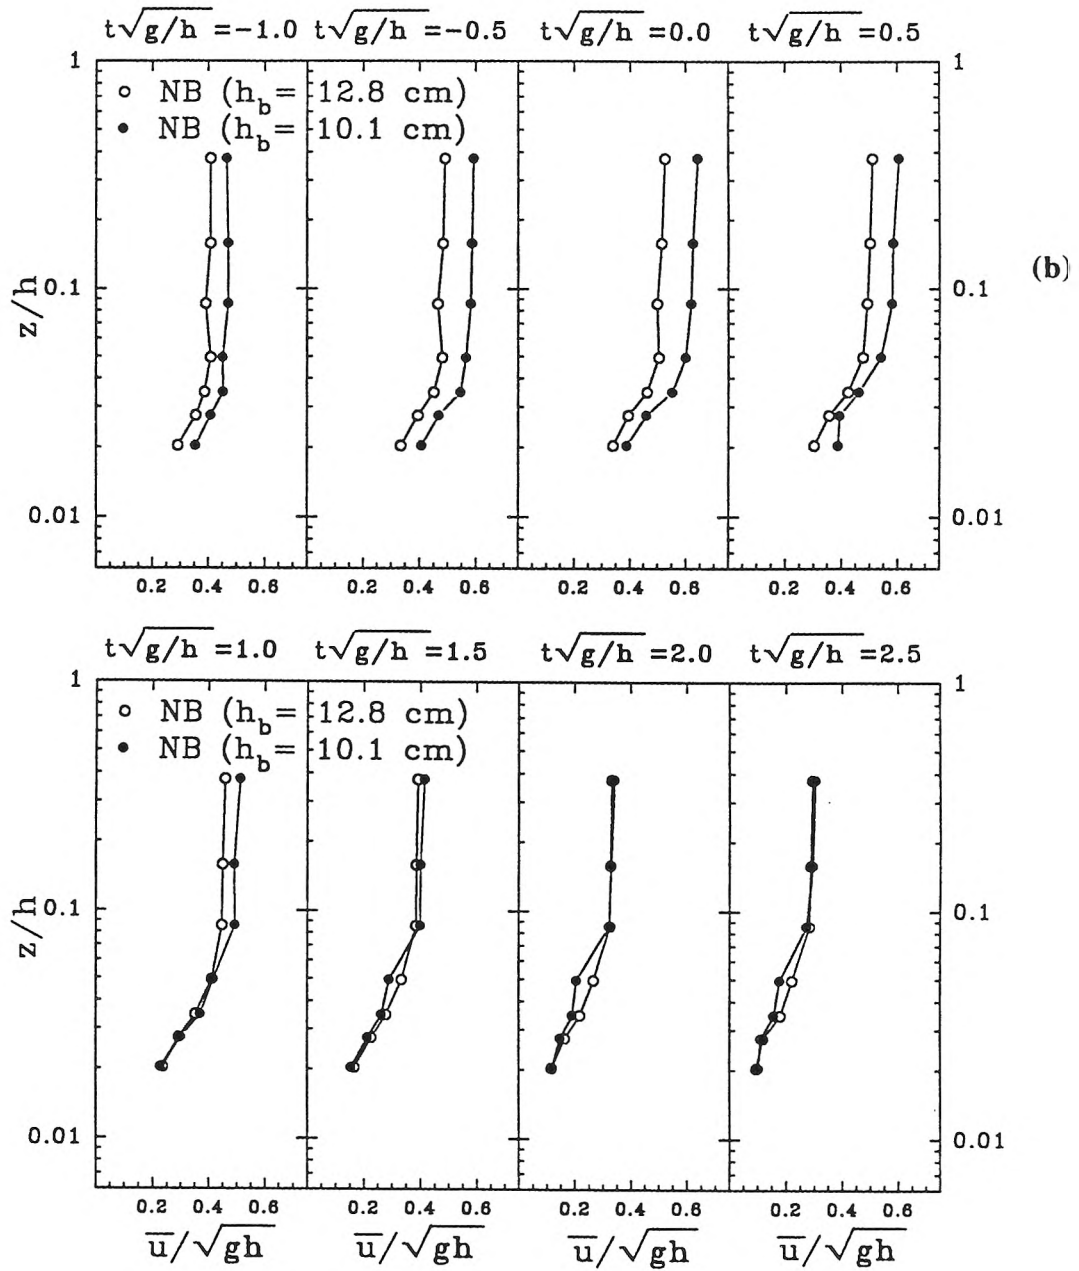 t√g/h =-1.0 t√g/h =-0.5 t√g/h =0.0 t√g/h =0.5
1 1
○ NB (h_b= 12.8 cm)
● NB (h_b= 10.1 cm)
(b)
z/h
0.1 0.1
0.01 0.01
0.2 0.4 0.6 0.2 0.4 0.6 0.2 0.4 0.6 0.2 0.4 0.6
t√g/h =1.0 t√g/h =1.5 t√g/h =2.0 t√g/h =2.5
1 1
○ NB (h_b= 12.8 cm)
● NB (h_b= 10.1 cm)
z/h
0.1 0.1
0.01 0.01
0.2 0.4 0.6 0.2 0.4 0.6 0.2 0.4 0.6 0.2 0.4 0.6
u̅/√gh u̅/√gh u̅/√gh u̅/√gh